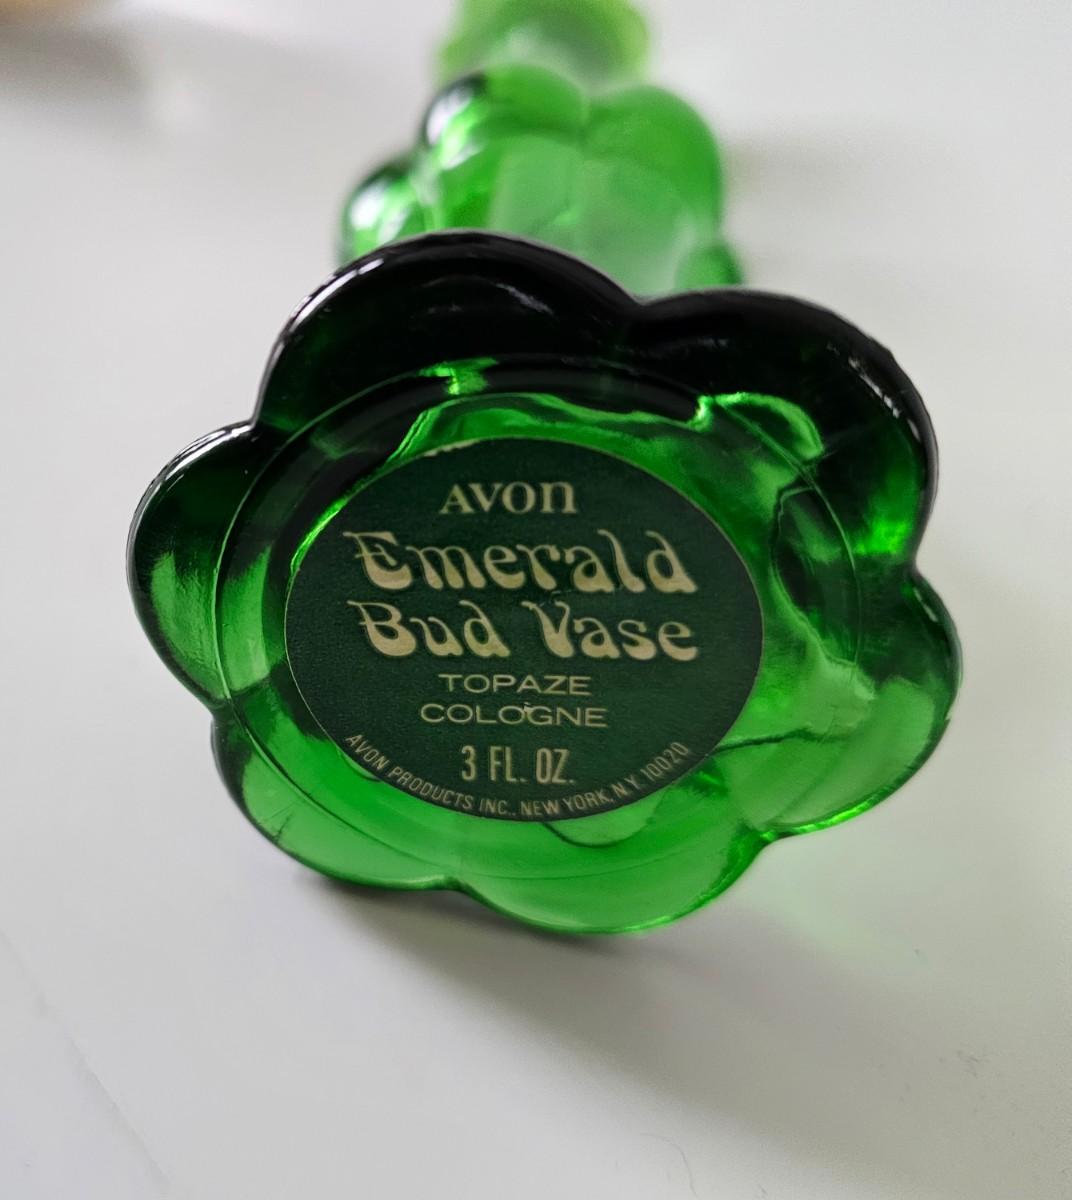 AVON
Emerald
Bud Vase
TOPAZE
COLOGNE
3 FL. OZ.
AVON PRODUCTS INC., NEW YORK, N.Y. 10020